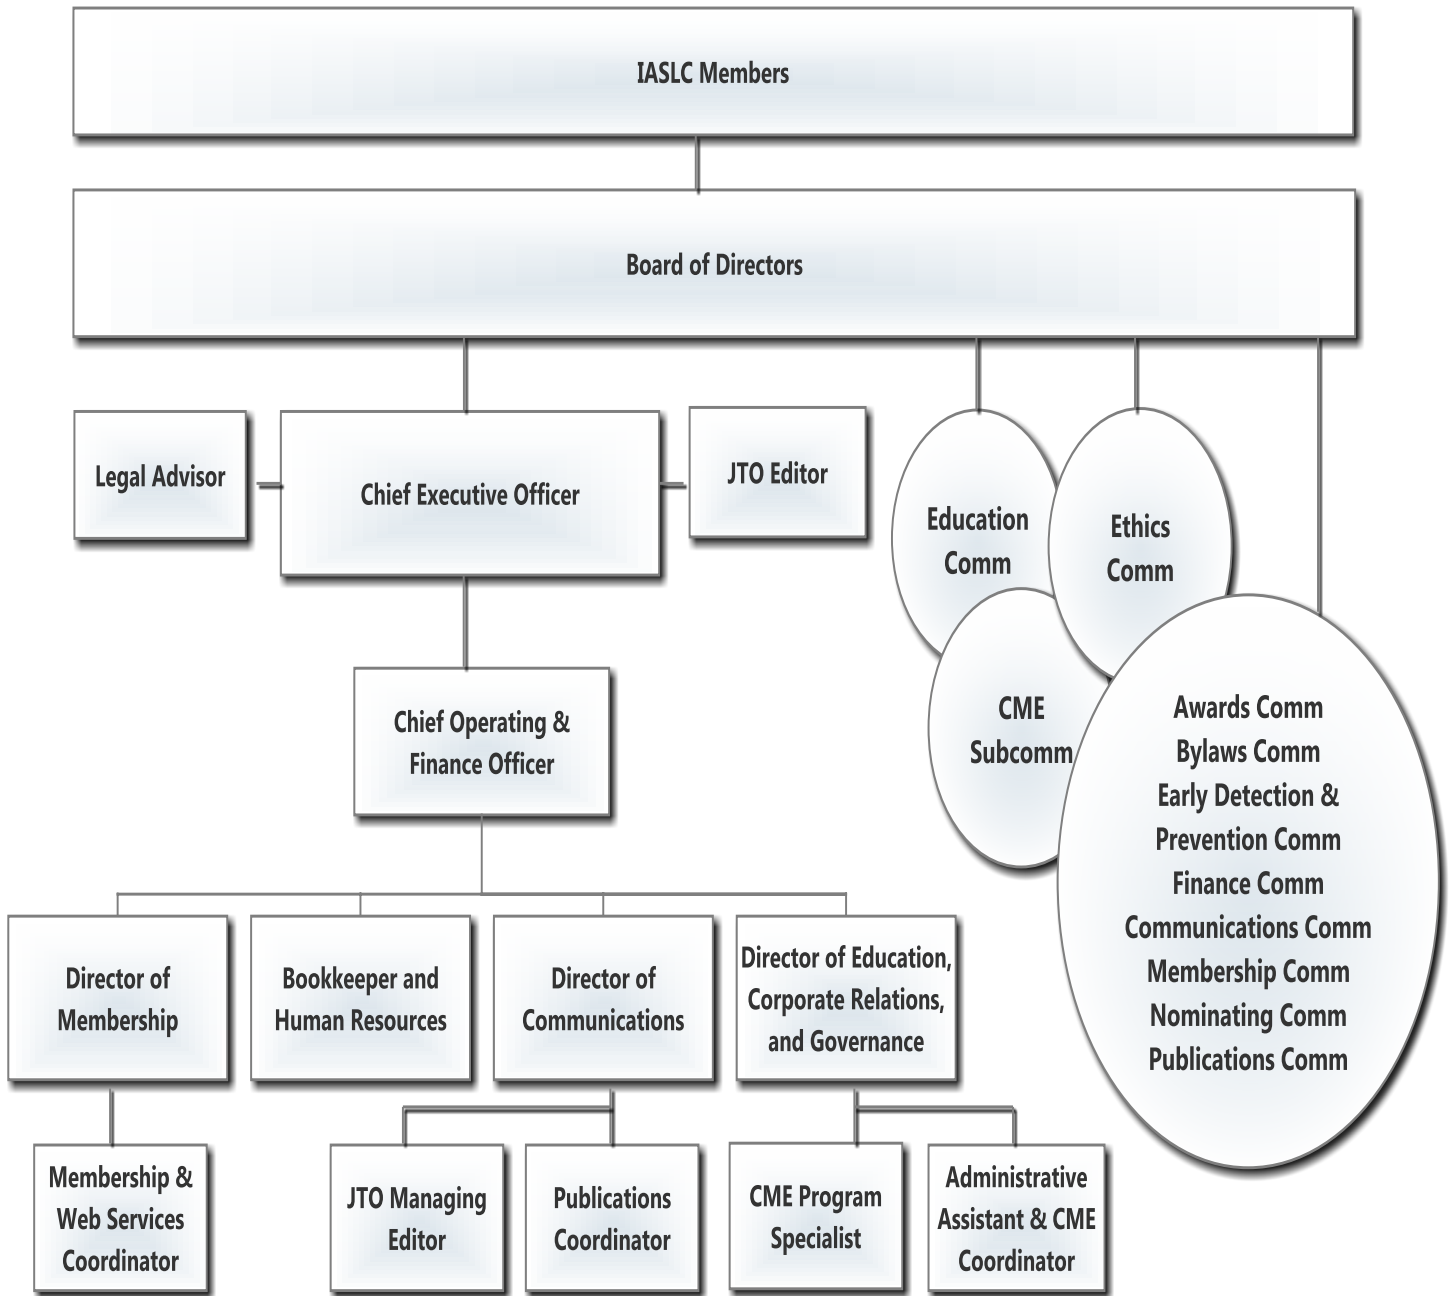 IASLC Members
Board of Directors
Legal Advisor
Chief Executive Officer
JTO Editor
Education
Comm
Ethics
Comm
CME
Subcomm
Chief Operating &
Finance Officer
Awards Comm
Bylaws Comm
Early Detection &
Prevention Comm
Finance Comm
Communications Comm
Membership Comm
Nominating Comm
Publications Comm
Director of
Membership
Bookkeeper and
Human Resources
Director of
Communications
Director of Education,
Corporate Relations,
and Governance
Membership &
Web Services
Coordinator
JTO Managing
Editor
Publications
Coordinator
CME Program
Specialist
Administrative
Assistant & CME
Coordinator